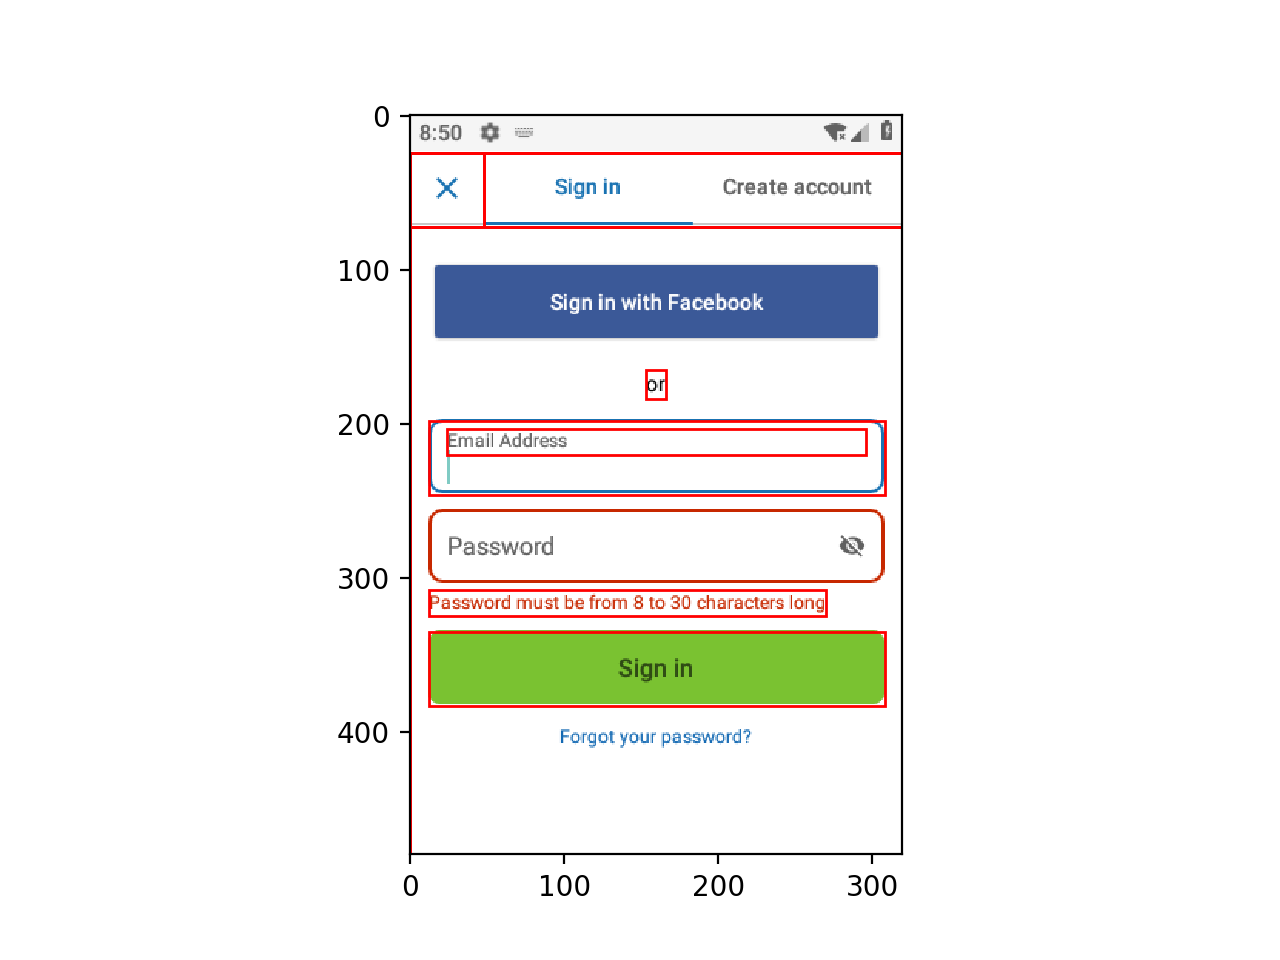 0
8:50
Sign in Create account
100
Sign in with Facebook
or
200
Email Address
Password
300
Password must be from 8 to 30 characters long
Sign in
400
Forgot your password?
0 100 200 300